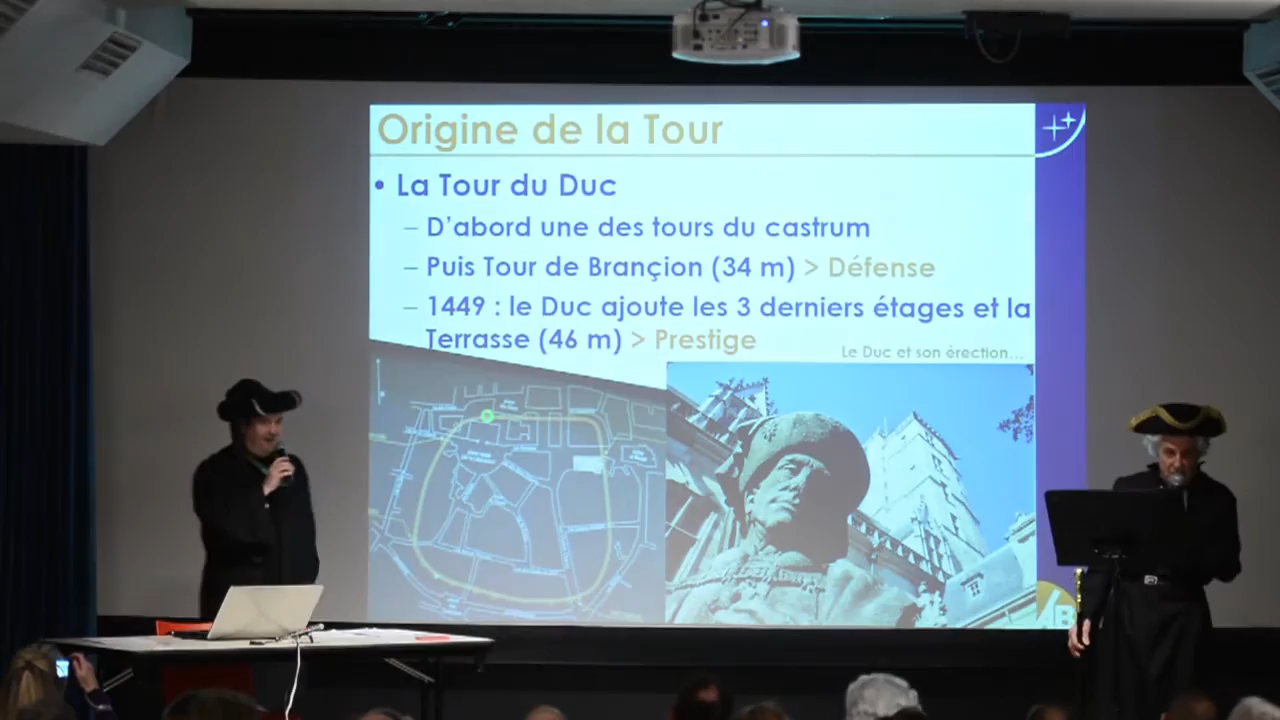 Origine de la Tour
• La Tour du Duc
– D'abord une des tours du castrum
– Puis Tour de Brançion (34 m) > Défense
– 1449 : le Duc ajoute les 3 derniers étages et la
Terrasse (46 m) > Prestige
Le Duc et son érection...